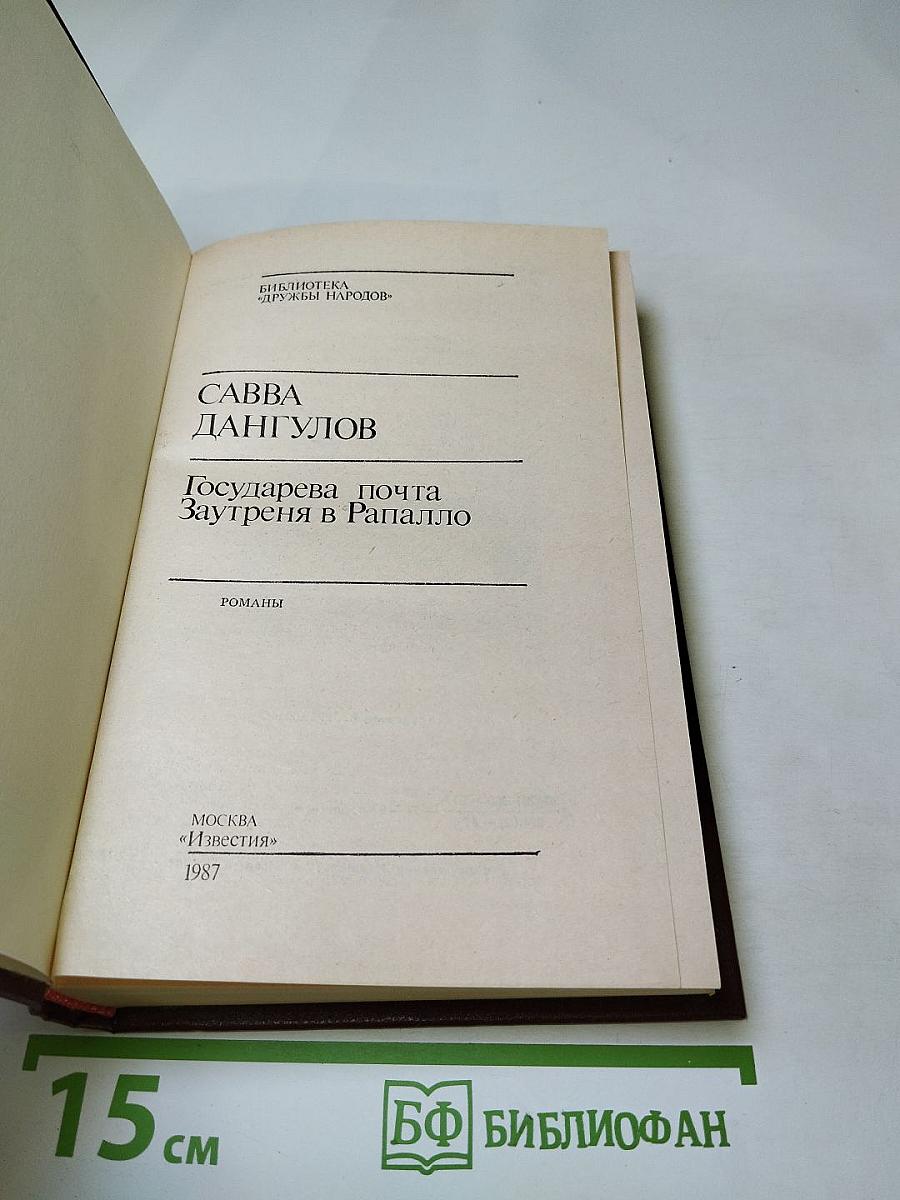 БИБЛИОТЕКА
«ДРУЖБЫ НАРОДОВ»
САВВА
ДАНГУЛОВ
Государева почта
Заутреня в Рапалло
РОМАНЫ
МОСКВА
«Известия»
1987
15 см
БФ БИБЛИОФАН